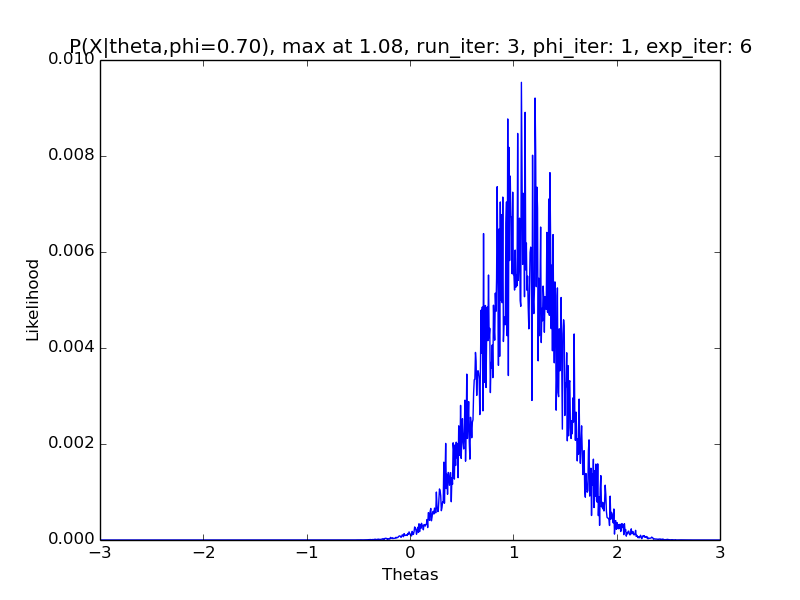 P(X|theta,phi=0.70), max at 1.08, run_iter: 3, phi_iter: 1, exp_iter: 6
0.010
0.008
0.006
0.004
0.002
0.000
Likelihood
−3 −2 −1 0 1 2 3
Thetas